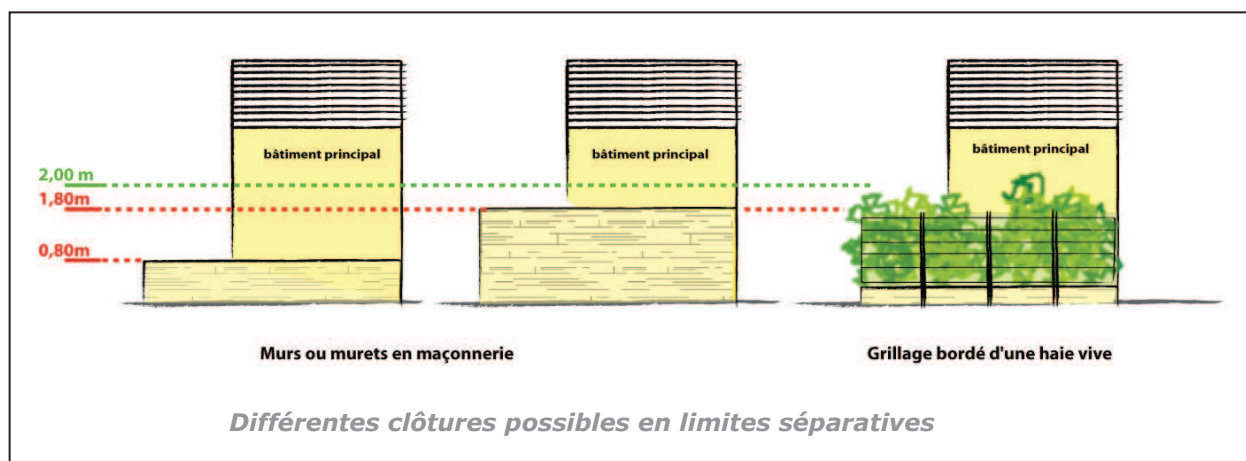 bâtiment principal
bâtiment principal
bâtiment principal
2,00 m
1,80m
0,80m
Murs ou murets en maçonnerie
Grillage bordé d'une haie vive
Différentes clôtures possibles en limites séparatives